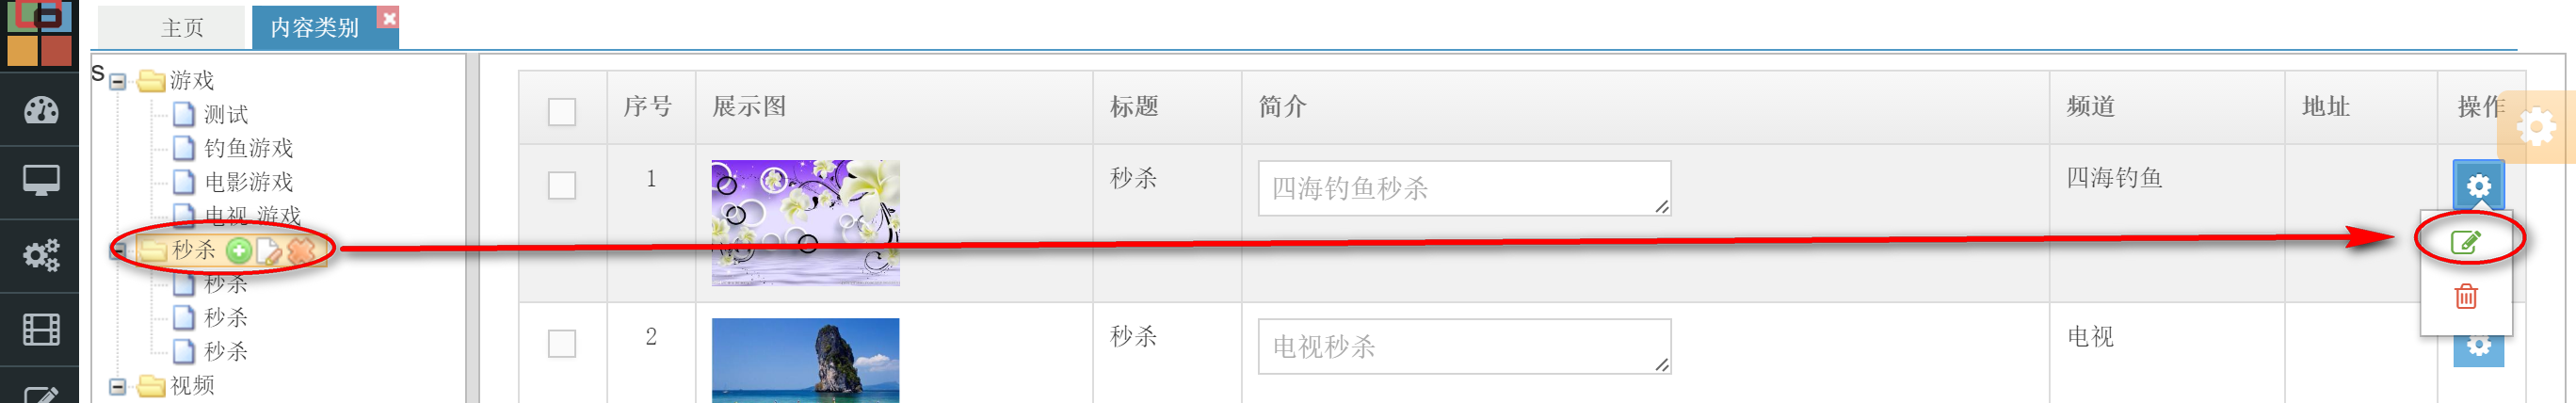 主页
内容类别
S
游戏
测试
钓鱼游戏
电影游戏
电视 游戏
秒杀
秒杀
秒杀
秒杀
视频
序号 展示图 标题 简介 频道 地址 操作
1 秒杀 四海钓鱼秒杀 四海钓鱼
2 秒杀 电视秒杀 电视